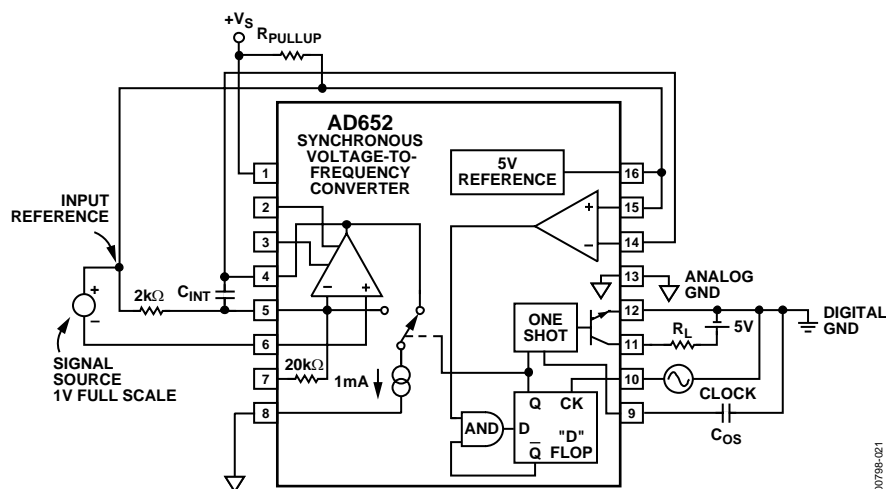 +VS
RPULLUP
AD652
SYNCHRONOUS
VOLTAGE-TO-
FREQUENCY
CONVERTER
5V
REFERENCE
1
2
3
4
5
6
7
8
16
15
14
13
12
11
10
9
+
−
INPUT
REFERENCE
+
−
2kΩ
CINT
SIGNAL
SOURCE
1V FULL SCALE
−
+
20kΩ
1mA
ONE
SHOT
ANALOG
GND
DIGITAL
GND
RL
5V
CLOCK
COS
AND
Q
CK
D
"D"
FLOP
Q̅
00798-021